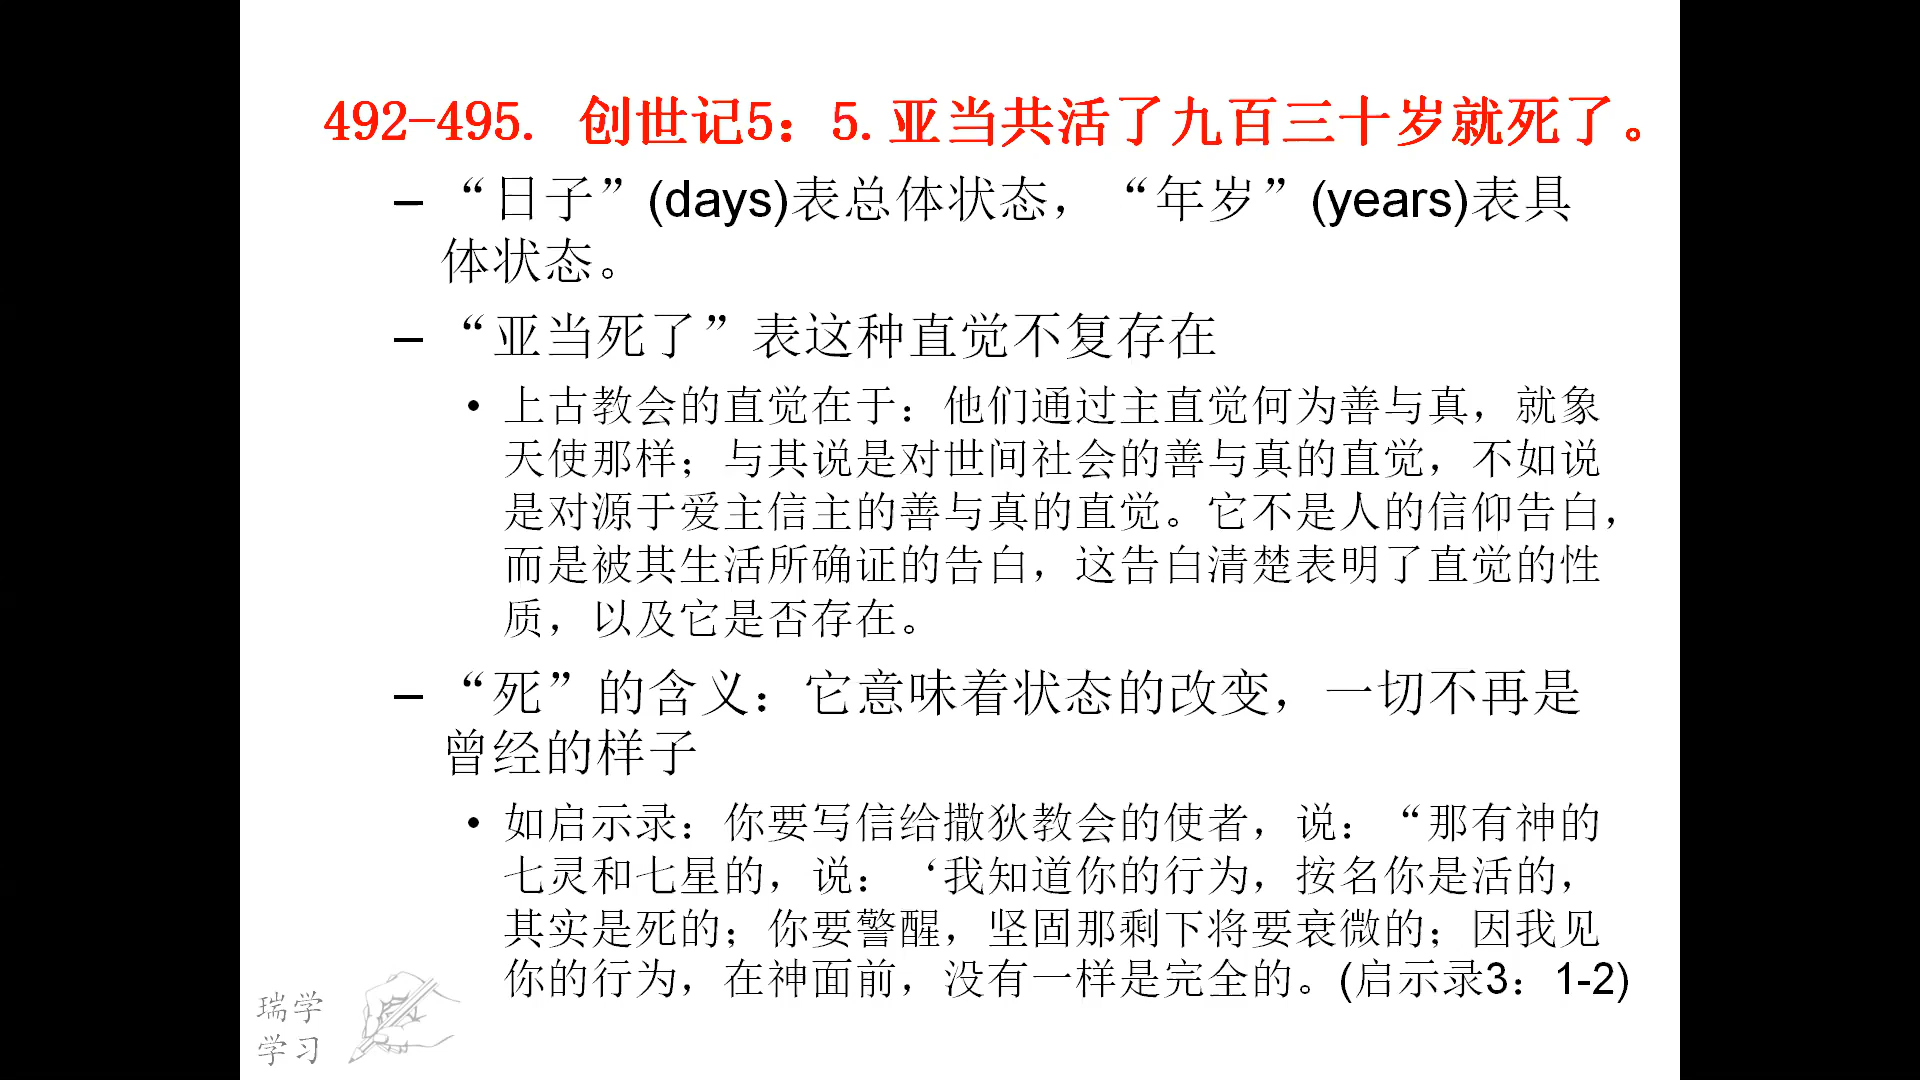 492-495. 创世记5：5.亚当共活了九百三十岁就死了。
– “日子”(days)表总体状态，“年岁”(years)表具
体状态。
– “亚当死了”表这种直觉不复存在
• 上古教会的直觉在于：他们通过主直觉何为善与真，就象
天使那样；与其说是对世间社会的善与真的直觉，不如说
是对源于爱主信主的善与真的直觉。它不是人的信仰告白，
而是被其生活所确证的告白，这告白清楚表明了直觉的性
质，以及它是否存在。
– “死”的含义：它意味着状态的改变，一切不再是
曾经的样子
• 如启示录：你要写信给撒狄教会的使者，说：“那有神的
七灵和七星的，说：‘我知道你的行为，按名你是活的，
其实是死的；你要警醒，坚固那剩下将要衰微的；因我见
你的行为，在神面前，没有一样是完全的。(启示录3：1-2)
瑞学
学习